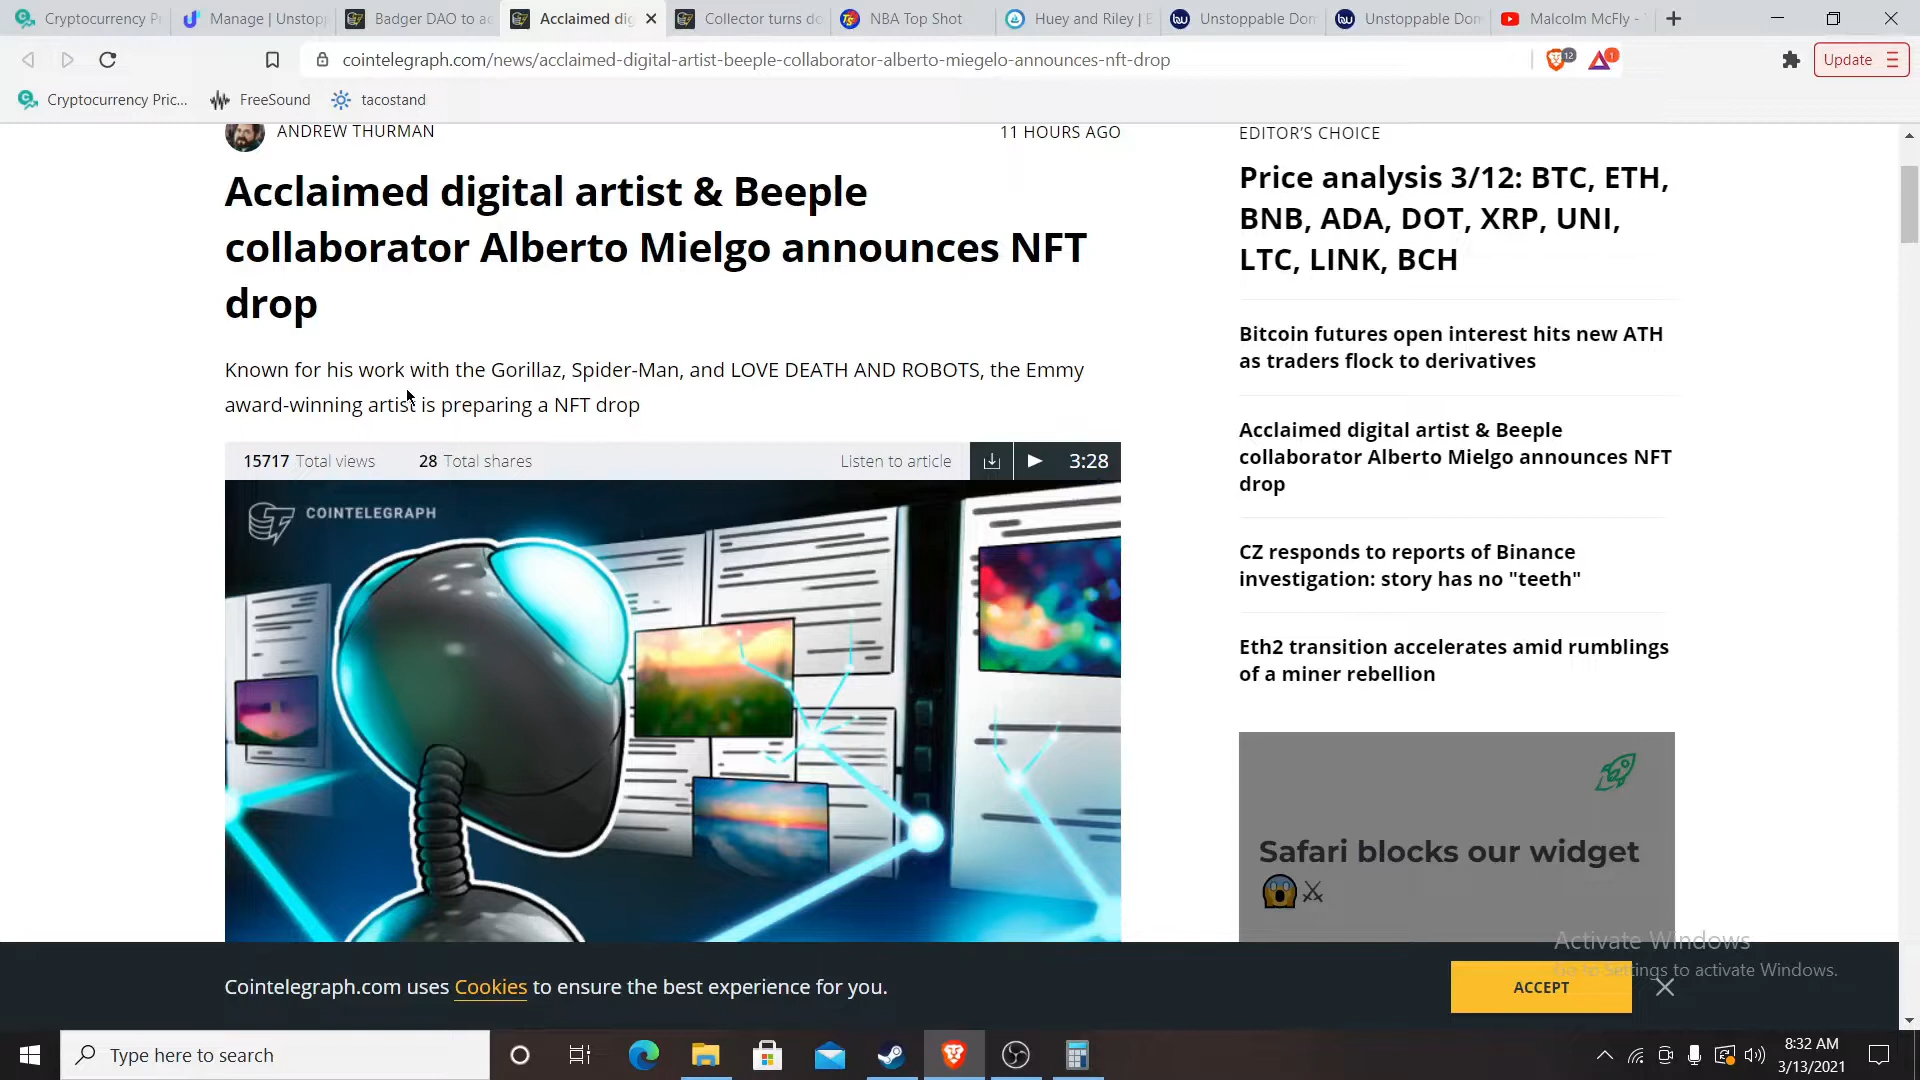 Cryptocurrency P
Manage | Unstopp
Badger DAO to ac
Acclaimed dig
Collector turns do
NBA Top Shot
Huey and Riley | E
Unstoppable Don
Unstoppable Don
Malcolm McFly -
cointelegraph.com/news/acclaimed-digital-artist-beeple-collaborator-alberto-miegelo-announces-nft-drop
12
1
Update
Cryptocurrency Pric...
FreeSound
tacostand
ANDREW THURMAN
11 HOURS AGO
Acclaimed digital artist & Beeple
collaborator Alberto Mielgo announces NFT
drop
Known for his work with the Gorillaz, Spider-Man, and LOVE DEATH AND ROBOTS, the Emmy
award-winning artist is preparing a NFT drop
15717 Total views
28 Total shares
Listen to article
3:28
COINTELEGRAPH
EDITOR'S CHOICE
Price analysis 3/12: BTC, ETH,
BNB, ADA, DOT, XRP, UNI,
LTC, LINK, BCH
Bitcoin futures open interest hits new ATH
as traders flock to derivatives
Acclaimed digital artist & Beeple
collaborator Alberto Mielgo announces NFT
drop
CZ responds to reports of Binance
investigation: story has no "teeth"
Eth2 transition accelerates amid rumblings
of a miner rebellion
Safari blocks our widget
😱⚔
Activate Windows
Go to Settings to activate Windows.
Cointelegraph.com uses Cookies to ensure the best experience for you.
ACCEPT
Type here to search
8:32 AM
3/13/2021